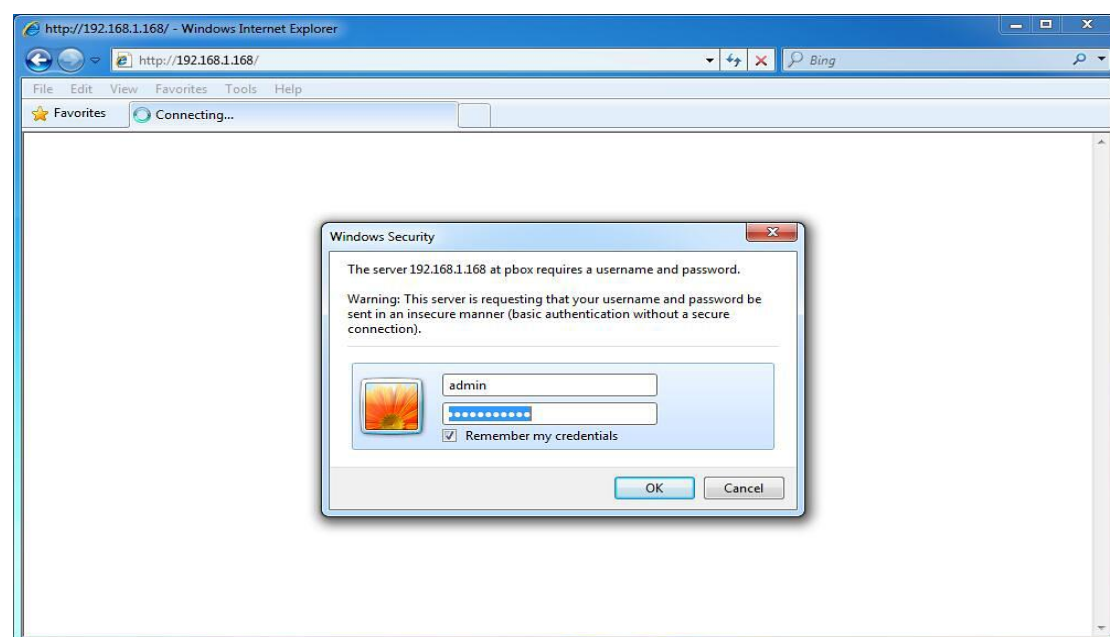 http://192.168.1.168/ - Windows Internet Explorer
http://192.168.1.168/
Bing
File Edit View Favorites Tools Help
Favorites
Connecting...
Windows Security
The server 192.168.1.168 at pbox requires a username and password.
Warning: This server is requesting that your username and password be
sent in an insecure manner (basic authentication without a secure
connection).
admin
•••••••••••
Remember my credentials
OK
Cancel